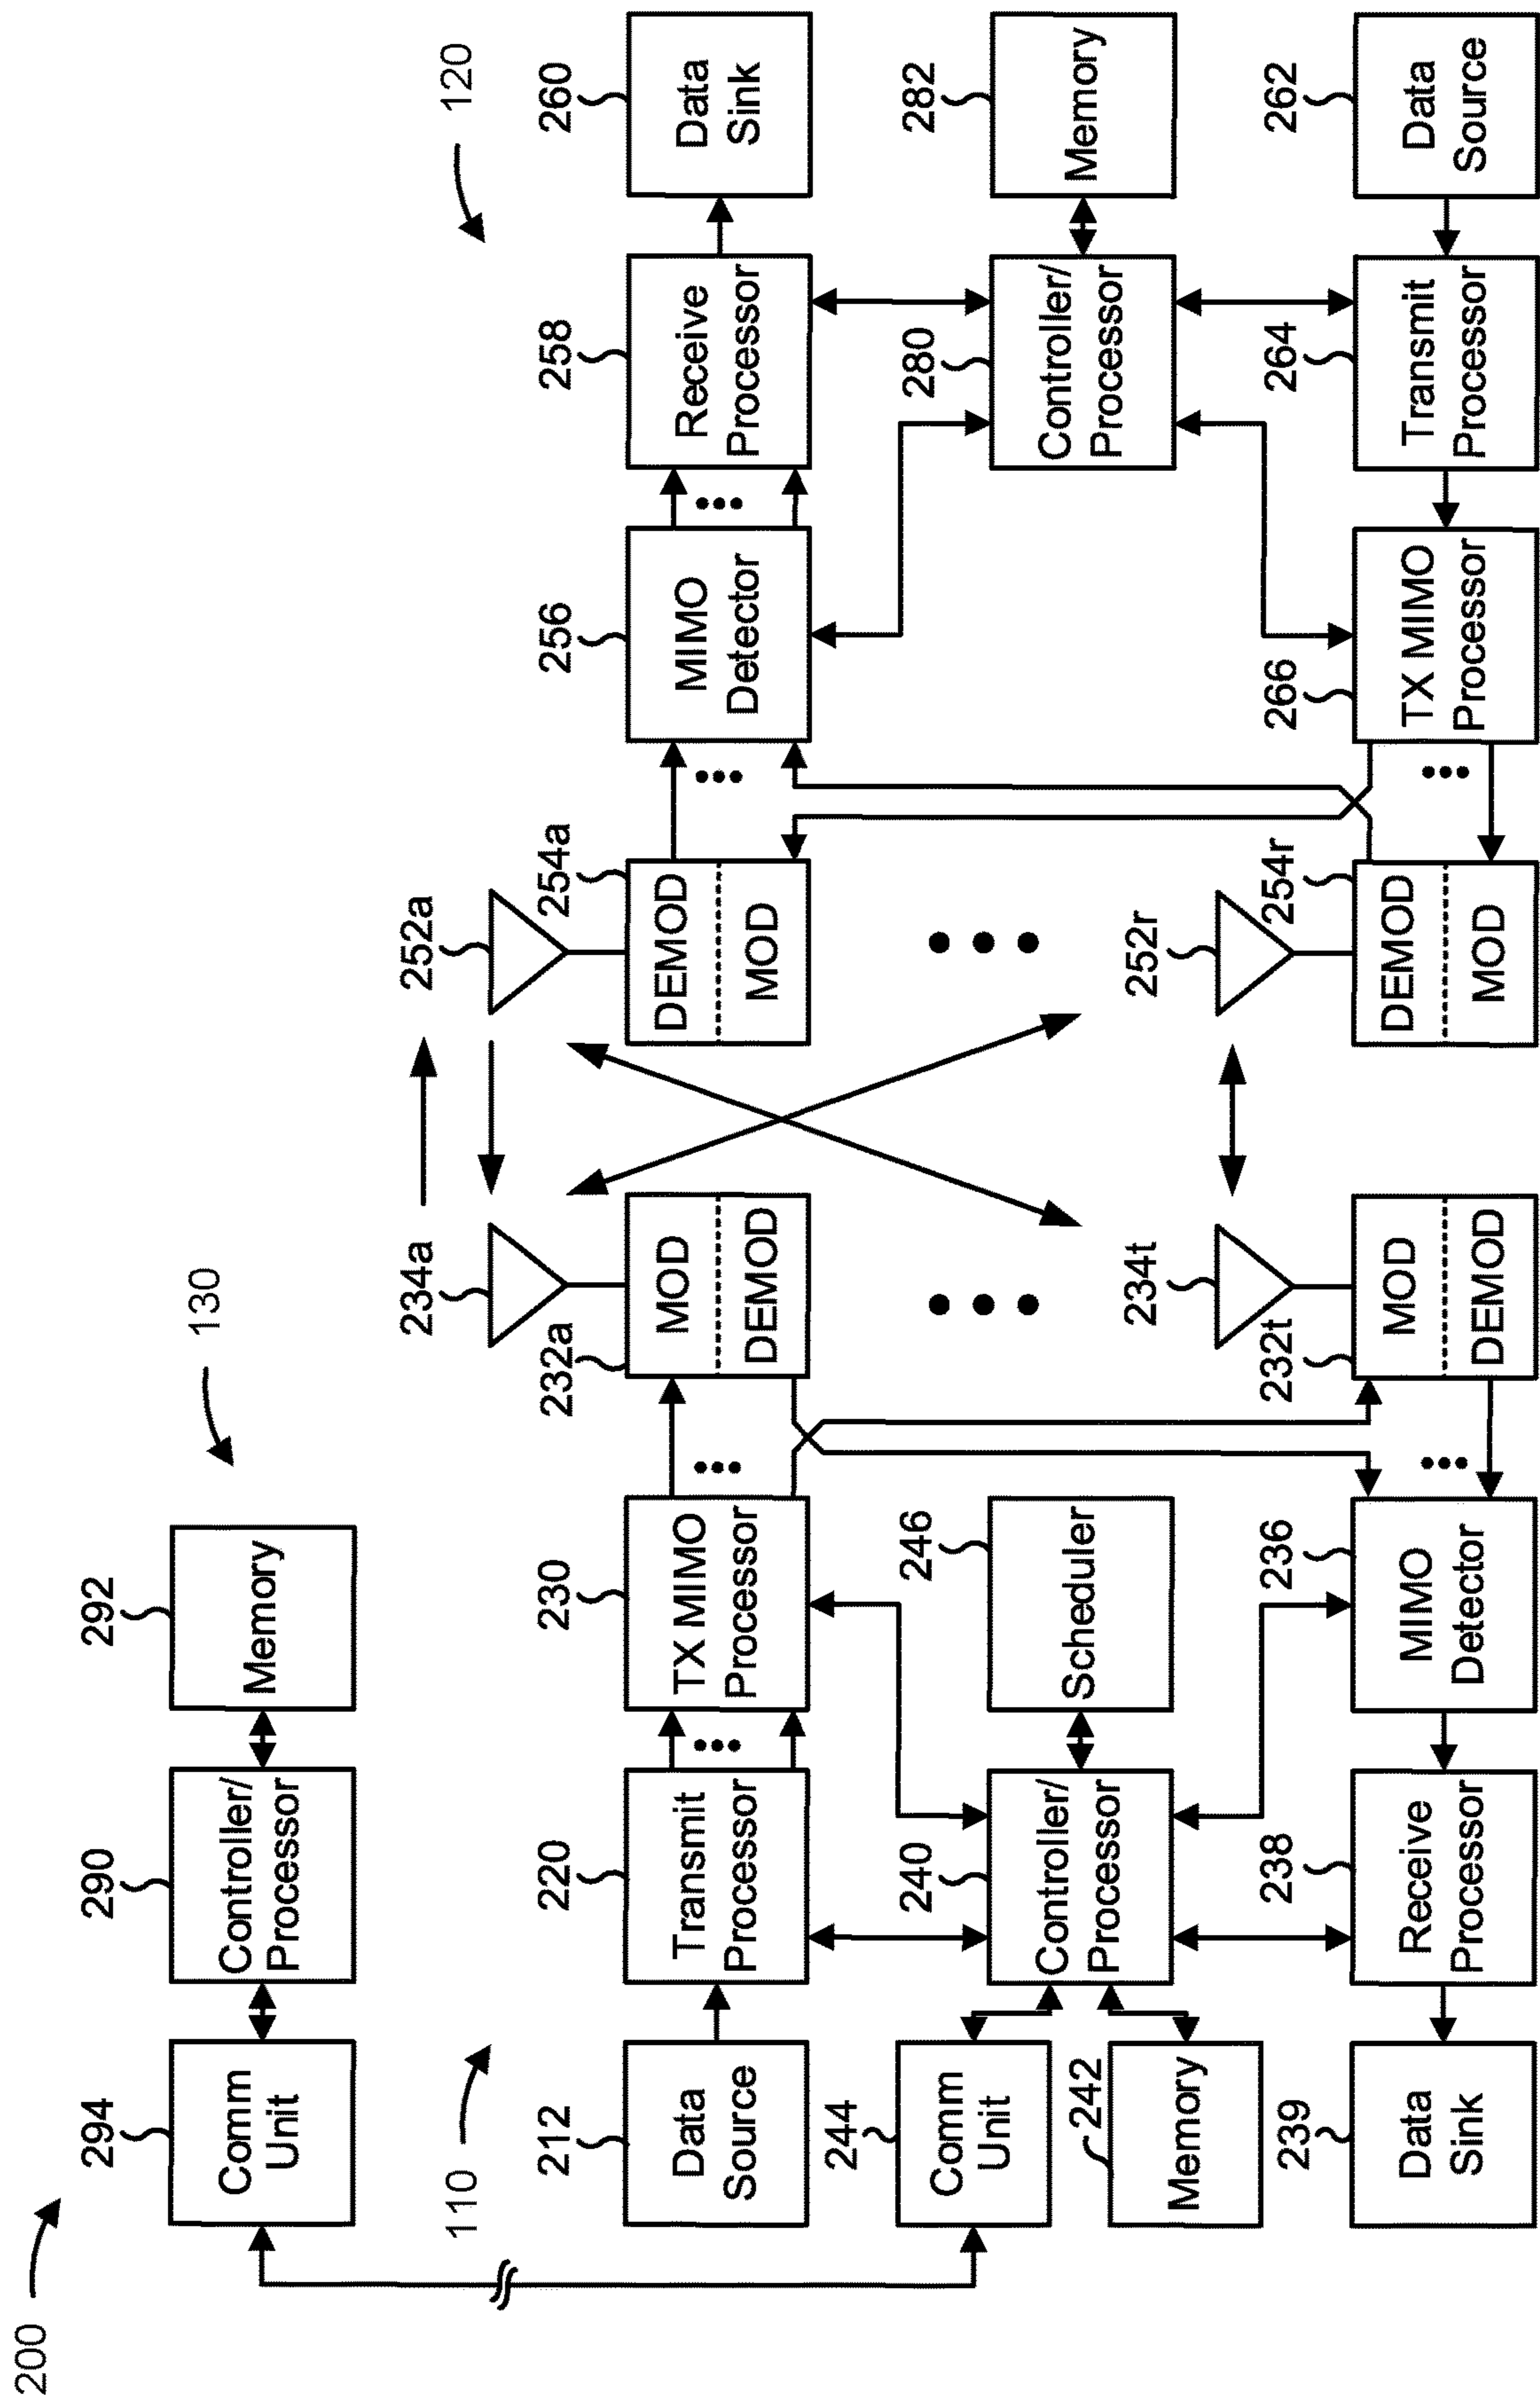 200
294
Comm
Unit
290
Controller/
Processor
292
Memory
130
110
212
Data
Source
220
Transmit
Processor
230
TX MIMO
Processor
232a
MOD
DEMOD
234a
244
Comm
Unit
242
Memory
240
Controller/
Processor
246
Scheduler
239
Data
Sink
238
Receive
Processor
236
MIMO
Detector
232t
MOD
DEMOD
234t
120
252a
254a
DEMOD
MOD
256
MIMO
Detector
258
Receive
Processor
260
Data
Sink
280
Controller/
Processor
282
Memory
252r
254r
DEMOD
MOD
266
TX MIMO
Processor
264
Transmit
Processor
262
Data
Source